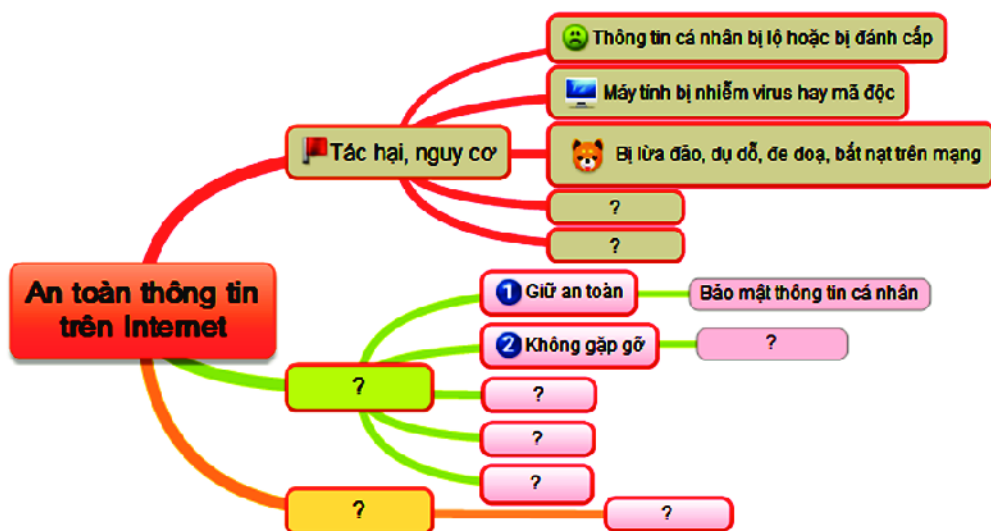 Thông tin cá nhân bị lộ hoặc bị đánh cắp
Máy tính bị nhiễm virus hay mã độc
Tác hại, nguy cơ
Bị lừa đảo, dụ dỗ, đe doạ, bắt nạt trên mạng
?
?
An toàn thông tin
trên Internet
1 Giữ an toàn
Bảo mật thông tin cá nhân
2 Không gặp gỡ
?
?
?
?
?
?
?